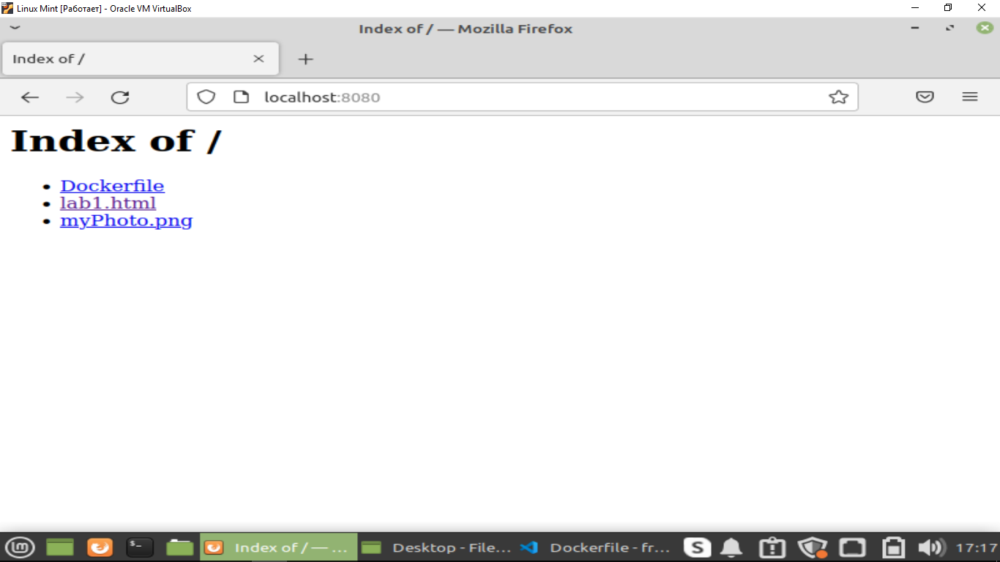 Linux Mint [Работает] - Oracle VM VirtualBox
Index of / — Mozilla Firefox
Index of /
localhost:8080
Index of /
Dockerfile
lab1.html
myPhoto.png
Index of / — ...
Desktop - File...
Dockerfile - fr...
S
17:17